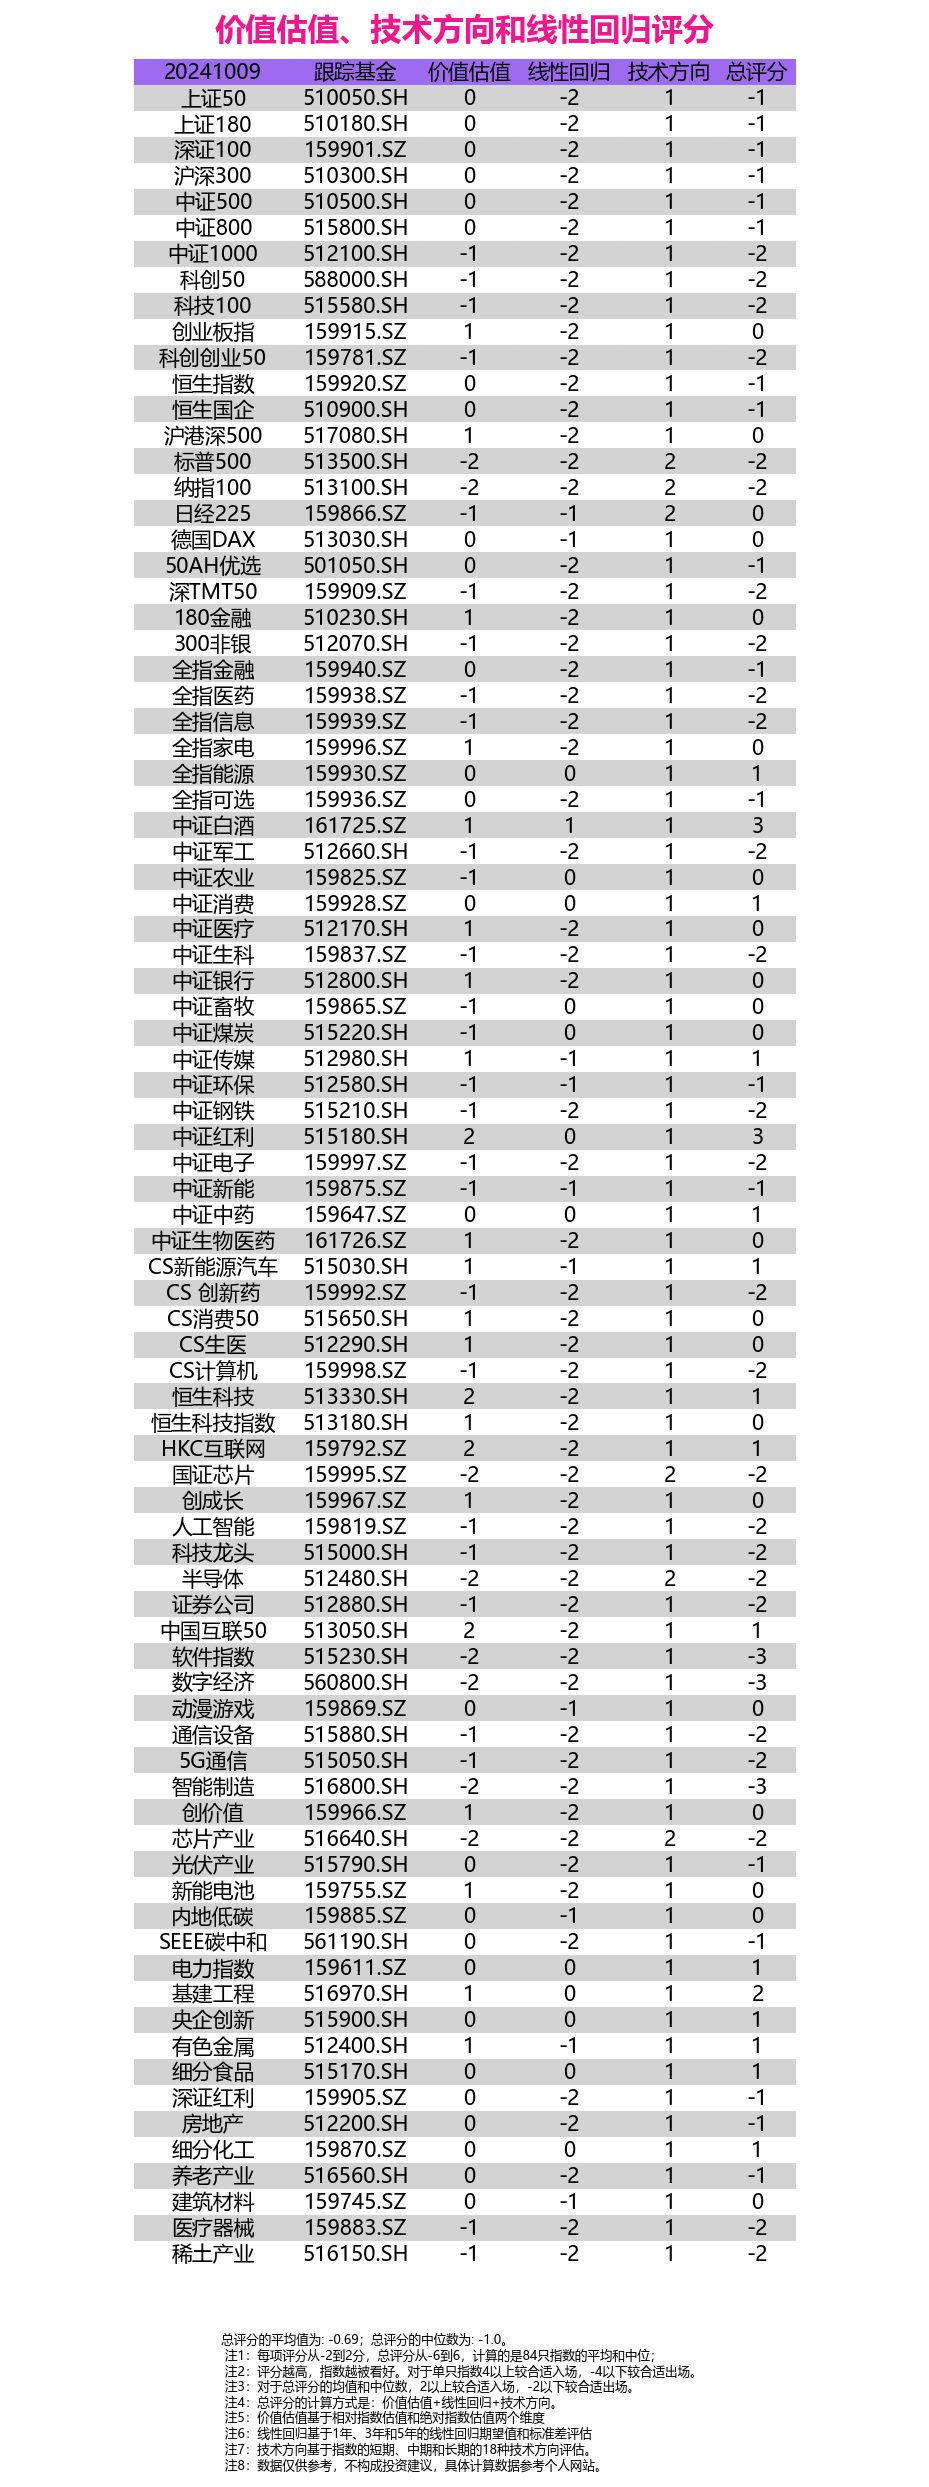 价值估值、技术方向和线性回归评分
20241009 跟踪基金 价值估值 线性回归 技术方向 总评分
上证50 510050.SH 0 -2 1 -1
上证180 510180.SH 0 -2 1 -1
深证100 159901.SZ 0 -2 1 -1
沪深300 510300.SH 0 -2 1 -1
中证500 510500.SH 0 -2 1 -1
中证800 515800.SH 0 -2 1 -1
中证1000 512100.SH -1 -2 1 -2
科创50 588000.SH -1 -2 1 -2
科技100 515580.SH -1 -2 1 -2
创业板指 159915.SZ 1 -2 1 0
科创创业50 159781.SZ -1 -2 1 -2
恒生指数 159920.SZ 0 -2 1 -1
恒生国企 510900.SH 0 -2 1 -1
沪港深500 517080.SH 1 -2 1 0
标普500 513500.SH -2 -2 2 -2
纳指100 513100.SH -2 -2 2 -2
日经225 159866.SZ -1 -1 2 0
德国DAX 513030.SH 0 -1 1 0
50AH优选 501050.SH 0 -2 1 -1
深TMT50 159909.SZ -1 -2 1 -2
180金融 510230.SH 1 -2 1 0
300非银 512070.SH -1 -2 1 -2
全指金融 159940.SZ 0 -2 1 -1
全指医药 159938.SZ -1 -2 1 -2
全指信息 159939.SZ -1 -2 1 -2
全指家电 159996.SZ 1 -2 1 0
全指能源 159930.SZ 0 0 1 1
全指可选 159936.SZ 0 -2 1 -1
中证白酒 161725.SZ 1 1 1 3
中证军工 512660.SH -1 -2 1 -2
中证农业 159825.SZ -1 0 1 0
中证消费 159928.SZ 0 0 1 1
中证医疗 512170.SH 1 -2 1 0
中证生科 159837.SZ -1 -2 1 -2
中证银行 512800.SH 1 -2 1 0
中证畜牧 159865.SZ -1 0 1 0
中证煤炭 515220.SH -1 0 1 0
中证传媒 512980.SH 1 -1 1 1
中证环保 512580.SH -1 -1 1 -1
中证钢铁 515210.SH -1 -2 1 -2
中证红利 515180.SH 2 0 1 3
中证电子 159997.SZ -1 -2 1 -2
中证新能 159875.SZ -1 -1 1 -1
中证中药 159647.SZ 0 0 1 1
中证生物医药 161726.SZ 1 -2 1 0
CS新能源汽车 515030.SH 1 -1 1 1
CS 创新药 159992.SZ -1 -2 1 -2
CS消费50 515650.SH 1 -2 1 0
CS生医 512290.SH 1 -2 1 0
CS计算机 159998.SZ -1 -2 1 -2
恒生科技 513330.SH 2 -2 1 1
恒生科技指数 513180.SH 1 -2 1 0
HKC互联网 159792.SZ 2 -2 1 1
国证芯片 159995.SZ -2 -2 2 -2
创成长 159967.SZ 1 -2 1 0
人工智能 159819.SZ -1 -2 1 -2
科技龙头 515000.SH -1 -2 1 -2
半导体 512480.SH -2 -2 2 -2
证券公司 512880.SH -1 -2 1 -2
中国互联50 513050.SH 2 -2 1 1
软件指数 515230.SH -2 -2 1 -3
数字经济 560800.SH -2 -2 1 -3
动漫游戏 159869.SZ 0 -1 1 0
通信设备 515880.SH -1 -2 1 -2
5G通信 515050.SH -1 -2 1 -2
智能制造 516800.SH -2 -2 1 -3
创价值 159966.SZ 1 -2 1 0
芯片产业 516640.SH -2 -2 2 -2
光伏产业 515790.SH 0 -2 1 -1
新能电池 159755.SZ 1 -2 1 0
内地低碳 159885.SZ 0 -1 1 0
SEEE碳中和 561190.SH 0 -2 1 -1
电力指数 159611.SZ 0 0 1 1
基建工程 516970.SH 1 0 1 2
央企创新 515900.SH 0 0 1 1
有色金属 512400.SH 1 -1 1 1
细分食品 515170.SH 0 0 1 1
深证红利 159905.SZ 0 -2 1 -1
房地产 512200.SH 0 -2 1 -1
细分化工 159870.SZ 0 0 1 1
养老产业 516560.SH 0 -2 1 -1
建筑材料 159745.SZ 0 -1 1 0
医疗器械 159883.SZ -1 -2 1 -2
稀土产业 516150.SH -1 -2 1 -2
总评分的平均值为: -0.69；总评分的中位数为: -1.0。
注1：每项评分从-2到2分，总评分从-6到6，计算的是84只指数的平均和中位；
注2：评分越高，指数越被看好。对于单只指数4以上较合适入场，-4以下较合适出场。
注3：对于总评分的均值和中位数，2以上较合适入场，-2以下较合适出场。
注4：总评分的计算方式是：价值估值+线性回归+技术方向。
注5：价值估值基于相对指数估值和绝对指数估值两个维度
注6：线性回归基于1年、3年和5年的线性回归期望值和标准差评估
注7：技术方向基于指数的短期、中期和长期的18种技术方向评估。
注8：数据仅供参考，不构成投资建议，具体计算数据参考个人网站。